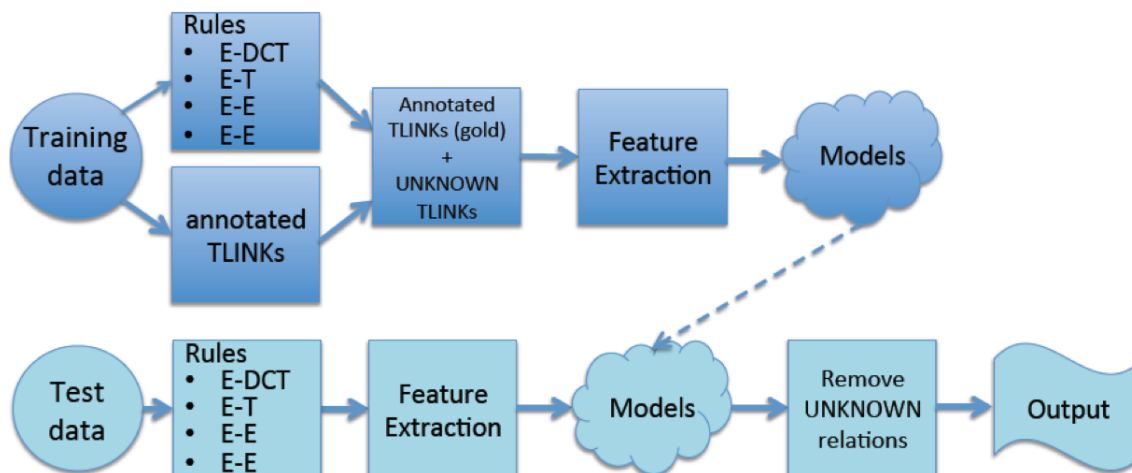 Training
data
Rules
• E-DCT
• E-T
• E-E
• E-E
annotated
TLINKs
Annotated
TLINKs (gold)
+
UNKNOWN
TLINKs
Feature
Extraction
Models
Test
data
Rules
• E-DCT
• E-T
• E-E
• E-E
Feature
Extraction
Models
Remove
UNKNOWN
relations
Output